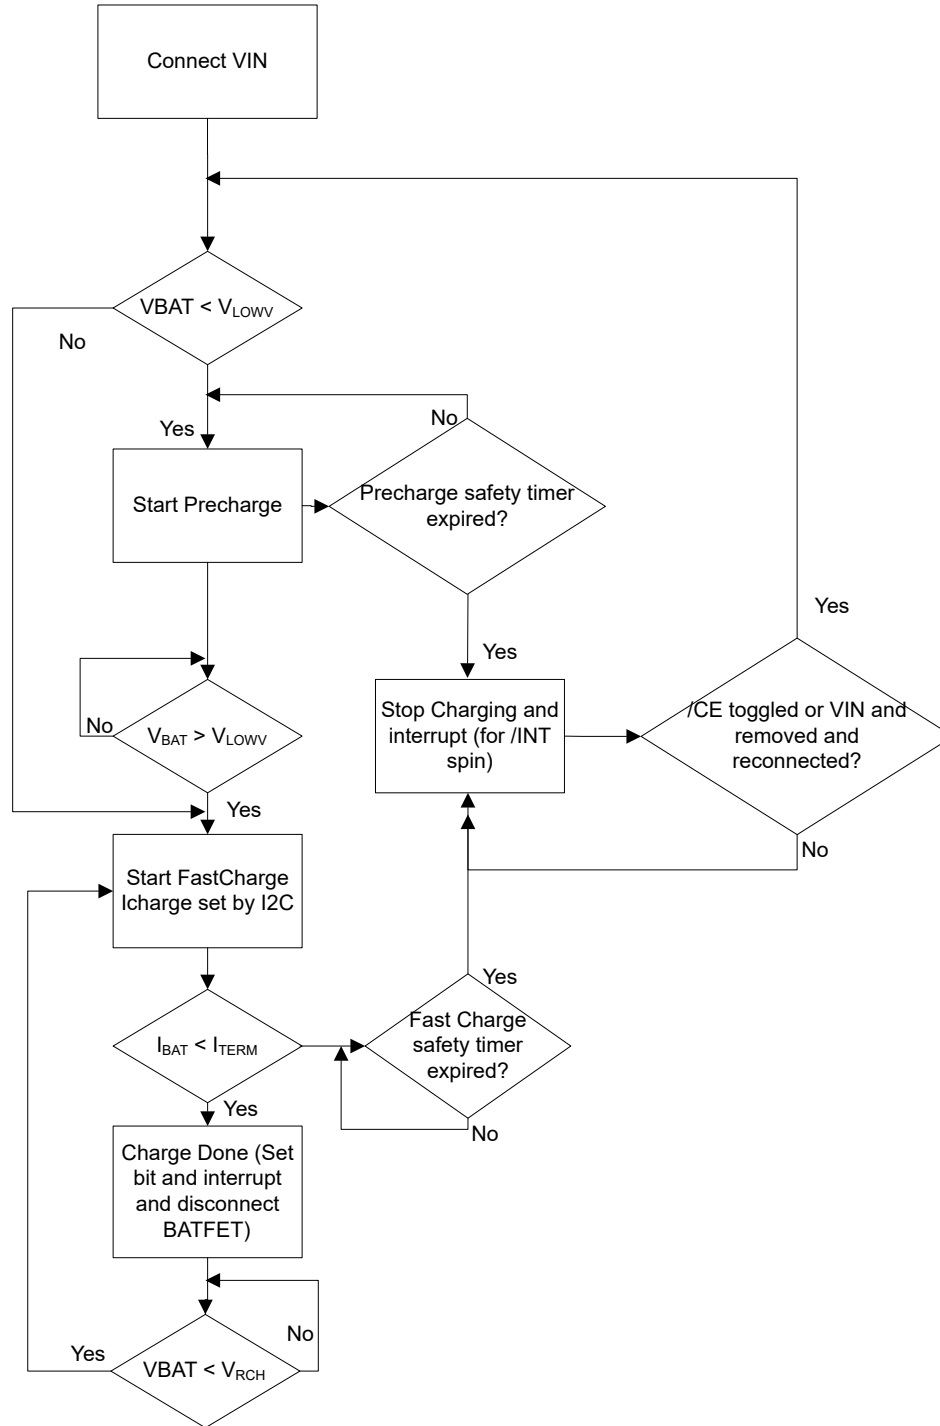 Connect VIN
VBAT < VLOWV
No
Yes
No
Start Precharge
Precharge safety timer
expired?
Yes
Yes
No
VBAT > VLOWV
Stop Charging and
interrupt (for /INT
spin)
/CE toggled or VIN and
removed and
reconnected?
Yes
No
Start FastCharge
Icharge set by I2C
Yes
IBAT < ITERM
Fast Charge
safety timer
expired?
Yes
No
Charge Done (Set
bit and interrupt
and disconnect
BATFET)
No
Yes
VBAT < VRCH